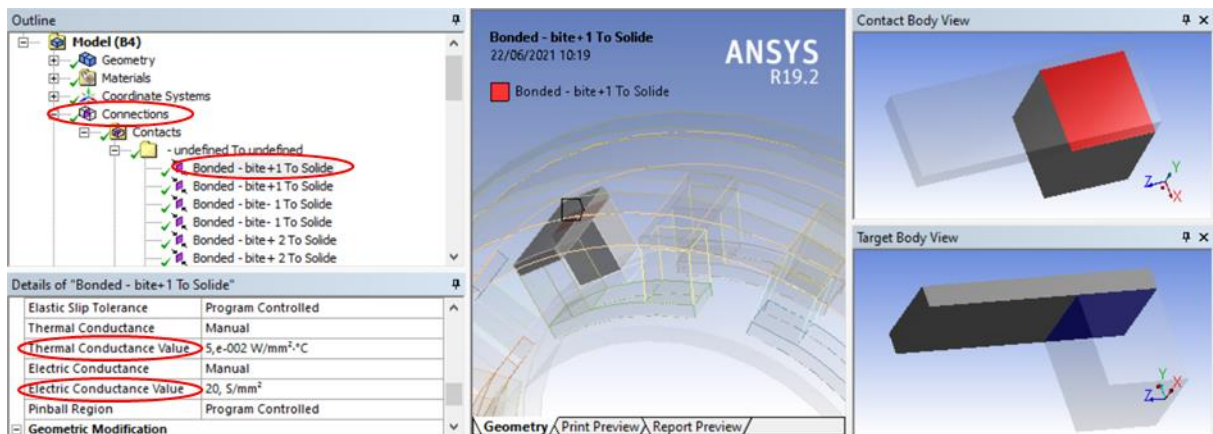 Outline
Model (B4)
Geometry
Materials
Coordinate Systems
Connections
Contacts
- undefined To undefined
Bonded - bite+1 To Solide
Bonded - bite+1 To Solide
Bonded - bite- 1 To Solide
Bonded - bite- 1 To Solide
Bonded - bite+ 2 To Solide
Bonded - bite+ 2 To Solide
Details of "Bonded - bite+1 To Solide"
Elastic Slip Tolerance Program Controlled
Thermal Conductance Manual
Thermal Conductance Value 5,e-002 W/mm²·°C
Electric Conductance Manual
Electric Conductance Value 20, S/mm²
Pinball Region Program Controlled
Geometric Modification
Bonded - bite+1 To Solide
22/06/2021 10:19
Bonded - bite+1 To Solide
ANSYS
R19.2
Geometry Print Preview Report Preview
Contact Body View
Y
Z
X
Target Body View
Y
X
Z